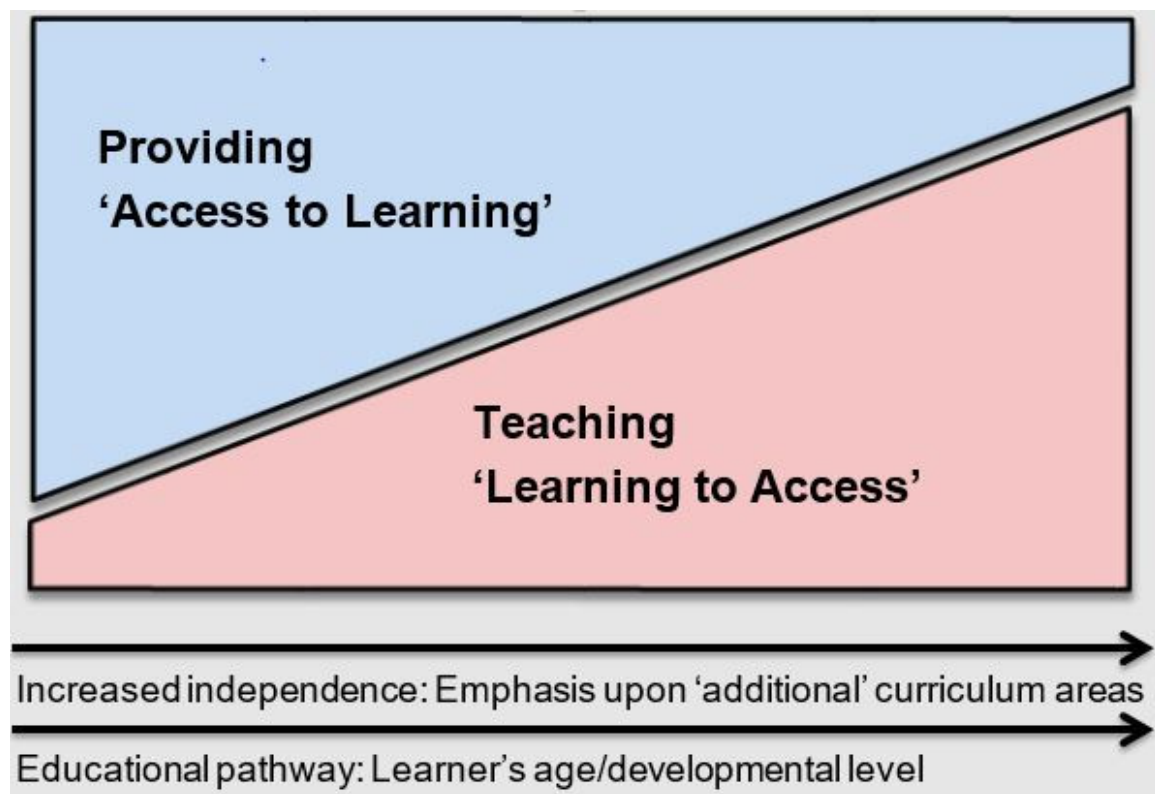 Providing
‘Access to Learning’
Teaching
‘Learning to Access’
Increased independence: Emphasis upon ‘additional’ curriculum areas
Educational pathway: Learner’s age/developmental level